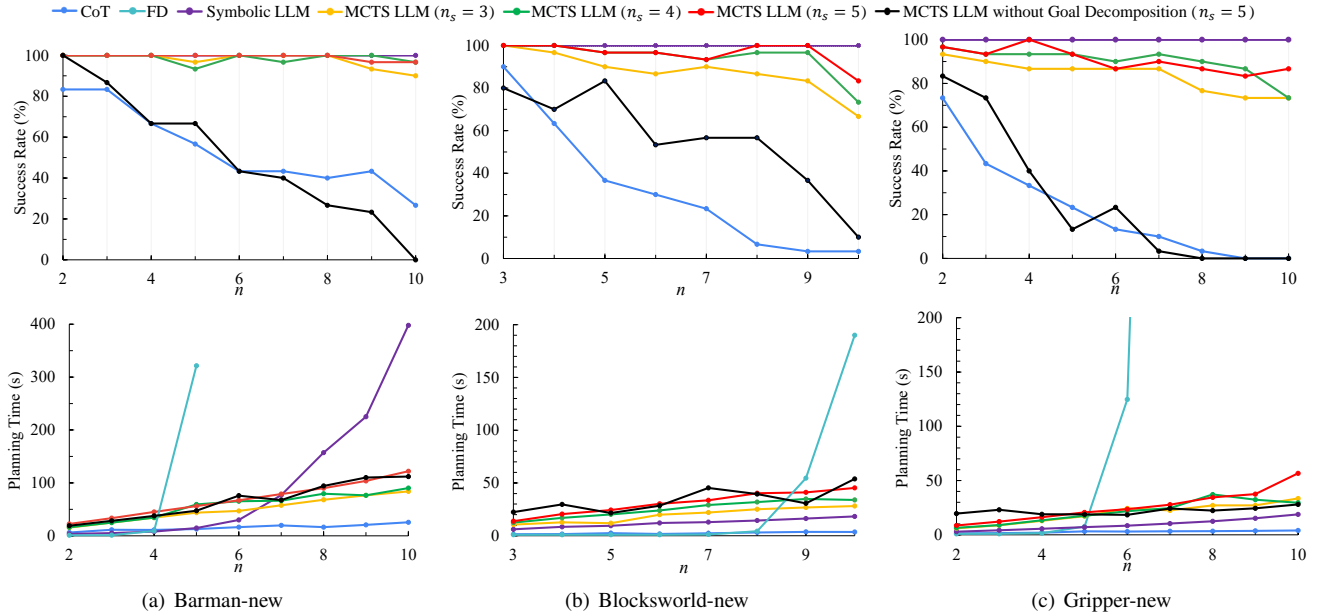 CoT FD Symbolic LLM MCTS LLM (n_s = 3) MCTS LLM (n_s = 4) MCTS LLM (n_s = 5) MCTS LLM without Goal Decomposition (n_s = 5)
Success Rate (%)
100
80
60
40
20
0
2 4 6 8 10
n
Success Rate (%)
100
80
60
40
20
0
3 5 7 9
n
Success Rate (%)
100
80
60
40
20
0
2 4 6 8 10
n
Planning Time (s)
400
300
200
100
0
2 4 6 8 10
n
Planning Time (s)
200
150
100
50
0
3 5 7 9
n
Planning Time (s)
200
150
100
50
0
2 4 6 8 10
n
(a) Barman-new
(b) Blocksworld-new
(c) Gripper-new